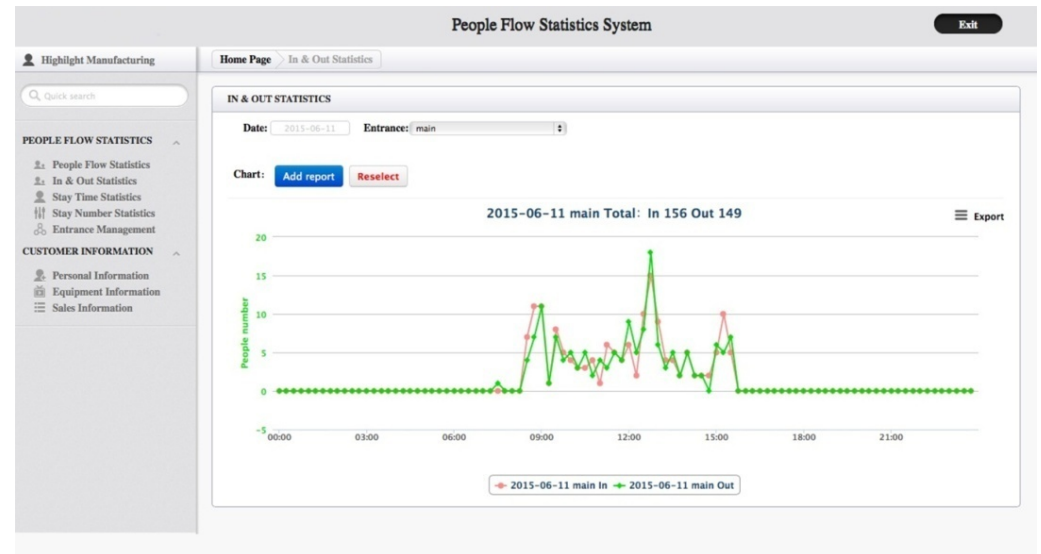 People Flow Statistics System
Exit
Highilght Manufacturing
Home Page In & Out Statistics
Quick search
PEOPLE FLOW STATISTICS
People Flow Statistics
In & Out Statistics
Stay Time Statistics
Stay Number Statistics
Entrance Management
CUSTOMER INFORMATION
Personal Information
Equipment Information
Sales Information
IN & OUT STATISTICS
Date: 2015-06-11 Entrance: main
Chart: Add report Reselect
2015-06-11 main Total: In 156 Out 149
Export
People number
20
15
10
5
0
-5
00:00 03:00 06:00 09:00 12:00 15:00 18:00 21:00
2015-06-11 main In 2015-06-11 main Out